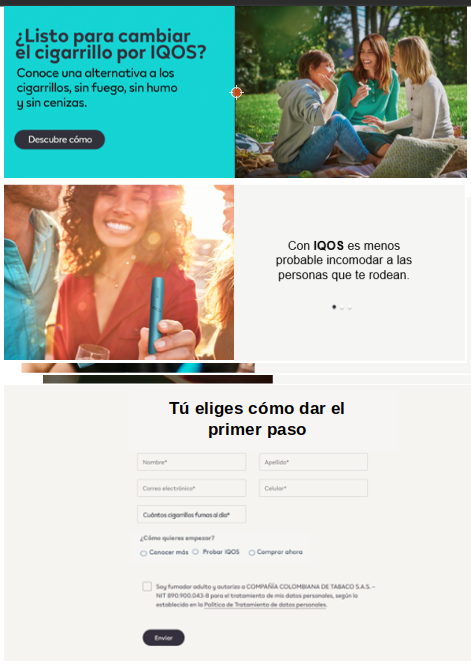 ¿Listo para cambiar
el cigarrillo por IQOS?
Conoce una alternativa a los
cigarrillos, sin fuego, sin humo
y sin cenizas.
Descubre cómo
Con IQOS es menos
probable incomodar a las
personas que te rodean.
Tú eliges cómo dar el
primer paso
Nombre*
Apellido*
Correo electrónico*
Celular*
Cuántos cigarrillos fumas al día*
¿Cómo quieres empezar?
Conocer más
Probar IQOS
Comprar ahora
Soy fumador adulto y autorizo a COMPAÑÍA COLOMBIANA DE TABACO S.A.S. –
NIT 890.900.043-8 para el tratamiento de mis datos personales, según lo
establecido en la Política de Tratamiento de datos personales.
Enviar